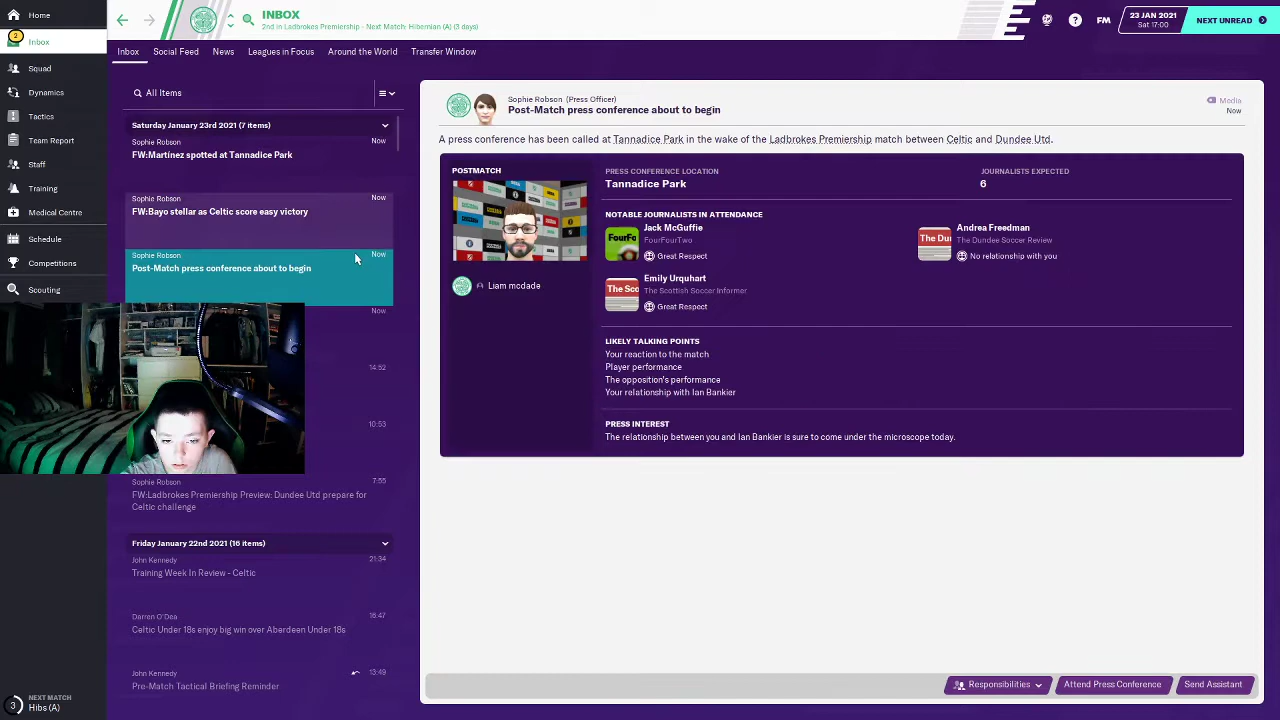 Home
INBOX
2nd in Ladbrokes Premiership - Next Match: Hibernian (A) (3 days)
FM
23 JAN 2021
Sat 17:00
NEXT UNREAD
2
Inbox
Squad
Dynamics
Tactics
Team Report
Staff
Training
Medical Centre
Schedule
Competitions
Scouting
Inbox
Social Feed
News
Leagues in Focus
Around the World
Transfer Window
All Items
Saturday January 23rd 2021 (7 items)
Sophie Robson
Now
FW:Martínez spotted at Tannadice Park
Sophie Robson
Now
FW:Bayo stellar as Celtic score easy victory
Sophie Robson
Now
Post-Match press conference about to begin
Now
14:52
10:53
Sophie Robson
7:55
FW:Ladbrokes Premiership Preview: Dundee Utd prepare for
Celtic challenge
Friday January 22nd 2021 (16 items)
John Kennedy
21:34
Training Week In Review - Celtic
Darren O'Dea
16:47
Celtic Under 18s enjoy big win over Aberdeen Under 18s
John Kennedy
13:49
Pre-Match Tactical Briefing Reminder
3
NEXT MATCH
Hibs (A)
Sophie Robson (Press Officer)
Post-Match press conference about to begin
Media
Now
A press conference has been called at Tannadice Park in the wake of the Ladbrokes Premiership match between Celtic and Dundee Utd.
POSTMATCH
Liam mcdade
PRESS CONFERENCE LOCATION
Tannadice Park
JOURNALISTS EXPECTED
6
NOTABLE JOURNALISTS IN ATTENDANCE
FourFo
Jack McGuffie
FourFourTwo
Great Respect
The Dun
Andrea Freedman
The Dundee Soccer Review
No relationship with you
The Sco
Emily Urquhart
The Scottish Soccer Informer
Great Respect
LIKELY TALKING POINTS
Your reaction to the match
Player performance
The opposition's performance
Your relationship with Ian Bankier
PRESS INTEREST
The relationship between you and Ian Bankier is sure to come under the microscope today.
Responsibilities
Attend Press Conference
Send Assistant